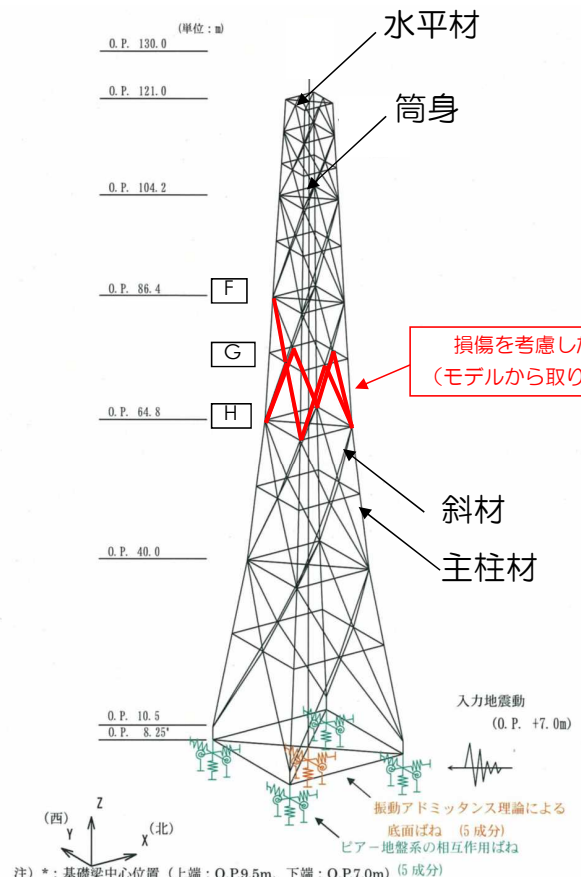 (単位：m)
O.P. 130.0
水平材
O.P. 121.0
筒身
O.P. 104.2
O.P. 86.4
F
G
損傷を考慮した
（モデルから取り
O.P. 64.8
H
斜材
主柱材
O.P. 40.0
入力地震動
(O.P. +7.0m)
O.P. 10.5
O.P. 8.25*
振動アドミッタンス理論による
底面ばね (5成分)
ピアー地盤系の相互作用ばね
(5成分)
(西)
Y
Z
X
(北)
注）*：基礎梁中心位置（上端：O.P.9.5m、下端：O.P.7.0m）